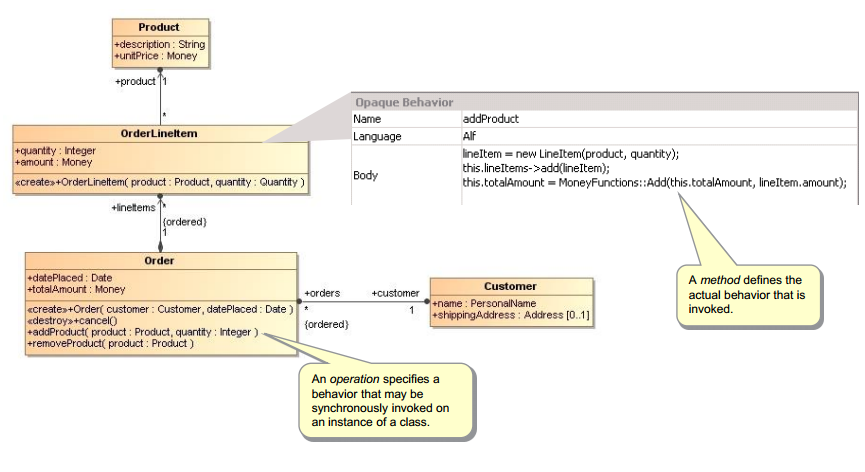 Product
+description : String
+unitPrice : Money
+product
1
*
OrderLineItem
+quantity : Integer
+amount : Money
«create»+OrderLineItem( product : Product, quantity : Quantity )
Opaque Behavior
Name addProduct
Language Alf
Body
lineItem = new LineItem(product, quantity);
this.lineItems->add(lineItem);
this.totalAmount = MoneyFunctions::Add(this.totalAmount, lineItem.amount);
+lineItems
*
{ordered}
1
Order
+datePlaced : Date
+totalAmount : Money
«create»+Order( customer : Customer, datePlaced : Date )
«destroy»+cancel()
+addProduct( product : Product, quantity : Integer )
+removeProduct( product : Product )
+orders
*
{ordered}
+customer
1
Customer
+name : PersonalName
+shippingAddress : Address [0..1]
A method defines the
actual behavior that is
invoked.
An operation specifies a
behavior that may be
synchronously invoked on
an instance of a class.